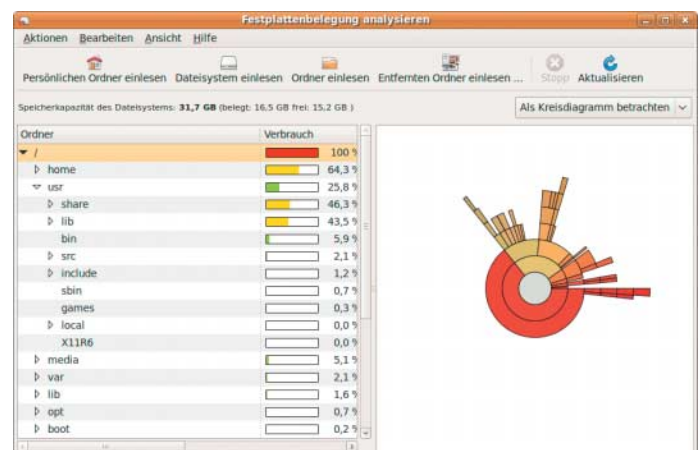 Festplattenbelegung analysieren
Aktionen Bearbeiten Ansicht Hilfe
Persönlichen Ordner einlesen Dateisystem einlesen Ordner einlesen Entfernten Ordner einlesen ... Stopp Aktualisieren
Speicherkapazität des Dateisystems: 31,7 GB (belegt: 16,5 GB frei: 15,2 GB )
Als Kreisdiagramm betrachten
Ordner Verbrauch
/ 100 %
home 64,3 %
usr 25,8 %
share 46,3 %
lib 43,5 %
bin 5,9 %
src 2,1 %
include 1,2 %
sbin 0,7 %
games 0,3 %
local 0,0 %
X11R6 0,0 %
media 5,1 %
var 2,1 %
lib 1,6 %
opt 0,7 %
boot 0,2 %